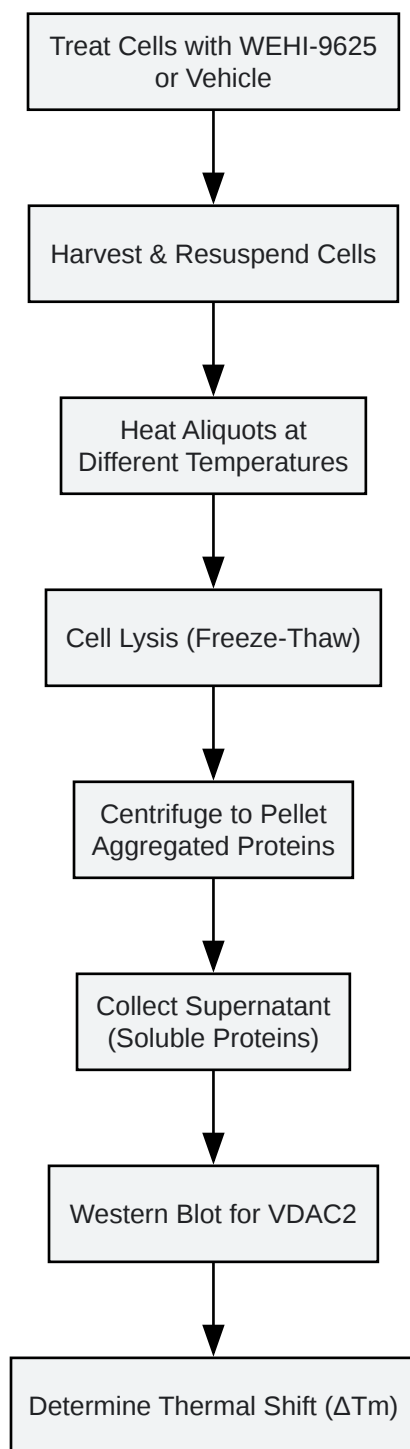 Treat Cells with WEHI-9625
or Vehicle
Harvest & Resuspend Cells
Heat Aliquots at
Different Temperatures
Cell Lysis (Freeze-Thaw)
Centrifuge to Pellet
Aggregated Proteins
Collect Supernatant
(Soluble Proteins)
Western Blot for VDAC2
Determine Thermal Shift (ΔTm)